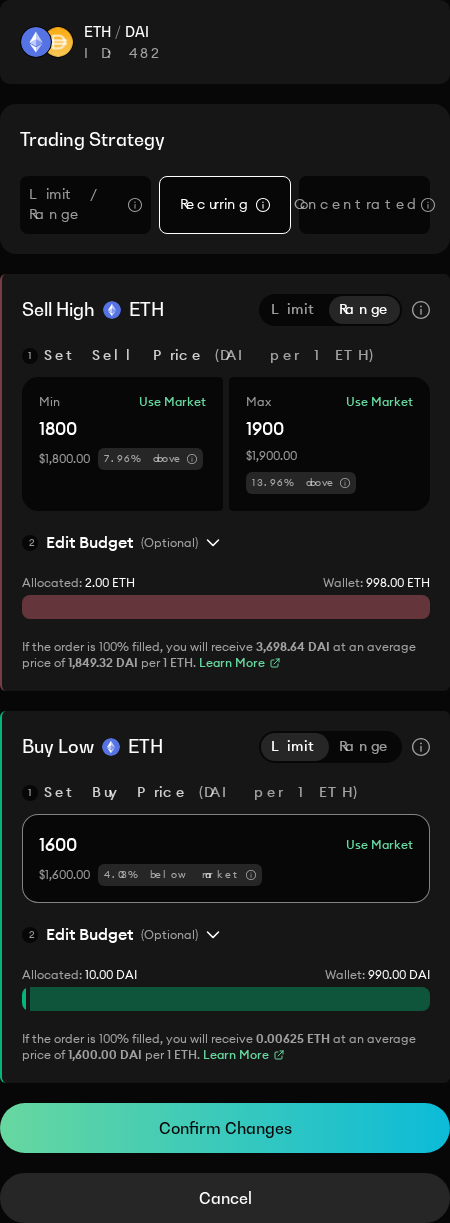 ETH / DAI
ID: 482
Trading Strategy
Limit /
Range
Recurring
Concentrated
Sell High ETH
Limit
Range
1 Set Sell Price (DAI per 1 ETH)
Min
Use Market
1800
$1,800.00
7.96% above
Max
Use Market
1900
$1,900.00
13.96% above
2 Edit Budget (Optional)
Allocated: 2.00 ETH
Wallet: 998.00 ETH
If the order is 100% filled, you will receive 3,698.64 DAI at an average
price of 1,849.32 DAI per 1 ETH. Learn More
Buy Low ETH
Limit
Range
1 Set Buy Price (DAI per 1 ETH)
1600
Use Market
$1,600.00
4.03% below market
2 Edit Budget (Optional)
Allocated: 10.00 DAI
Wallet: 990.00 DAI
If the order is 100% filled, you will receive 0.00625 ETH at an average
price of 1,600.00 DAI per 1 ETH. Learn More
Confirm Changes
Cancel